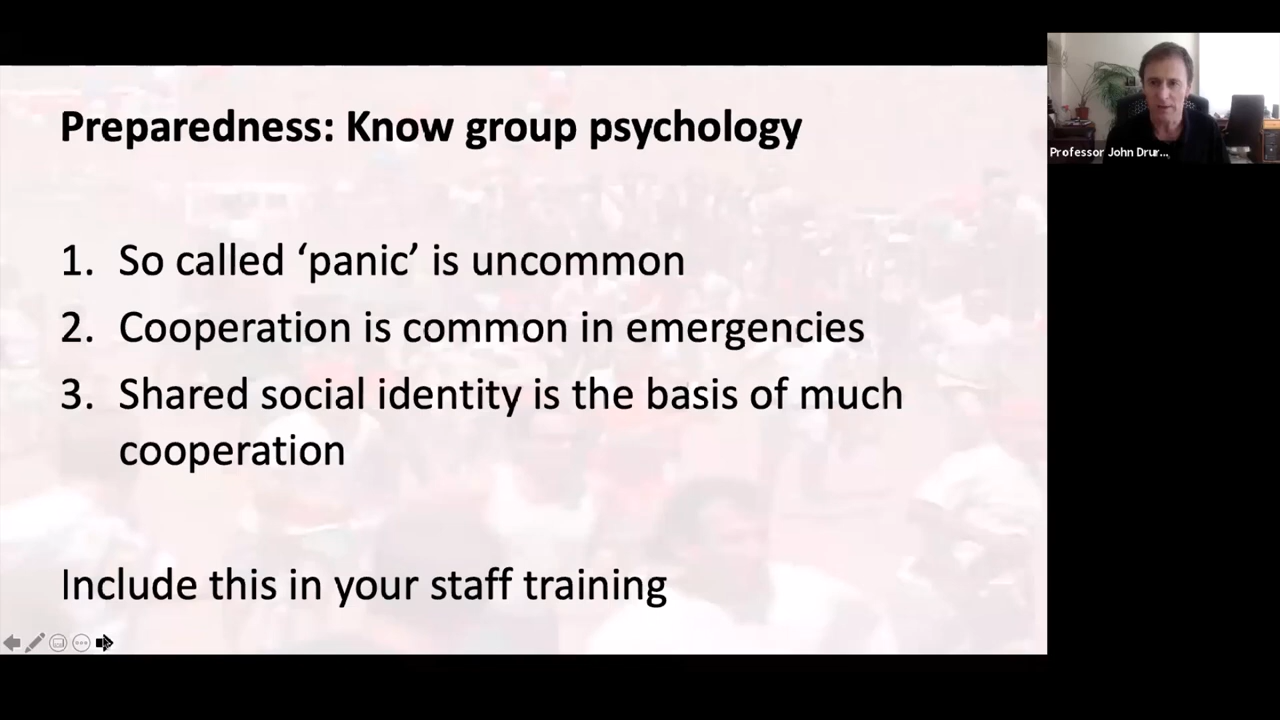 Preparedness: Know group psychology
1. So called ‘panic’ is uncommon
2. Cooperation is common in emergencies
3. Shared social identity is the basis of much
cooperation
Include this in your staff training
Professor John Drur...